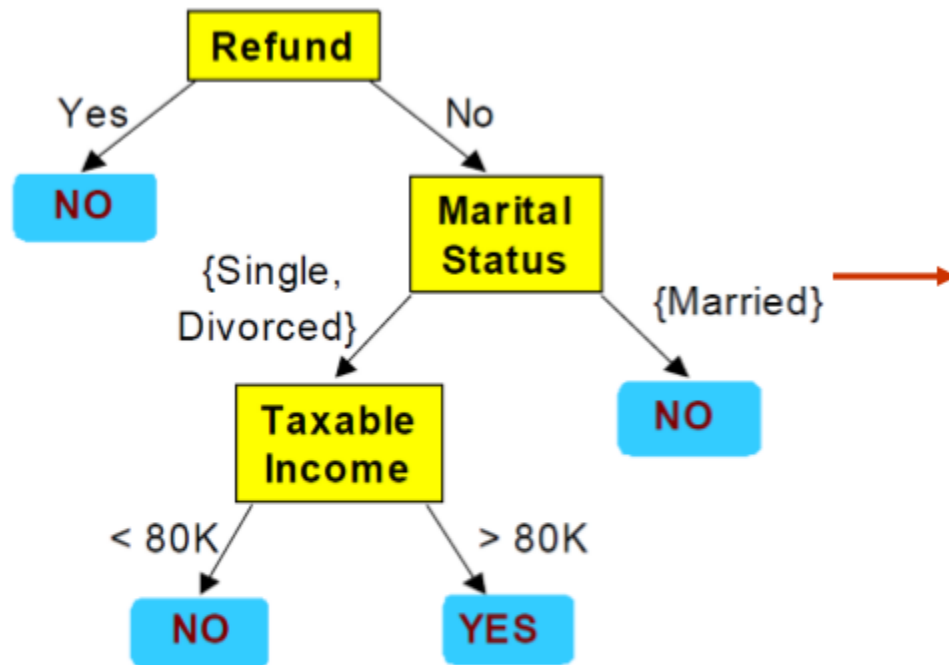 Refund
Yes
No
NO
Marital
Status
{Single,
Divorced}
{Married}
Taxable
Income
NO
< 80K
> 80K
NO
YES